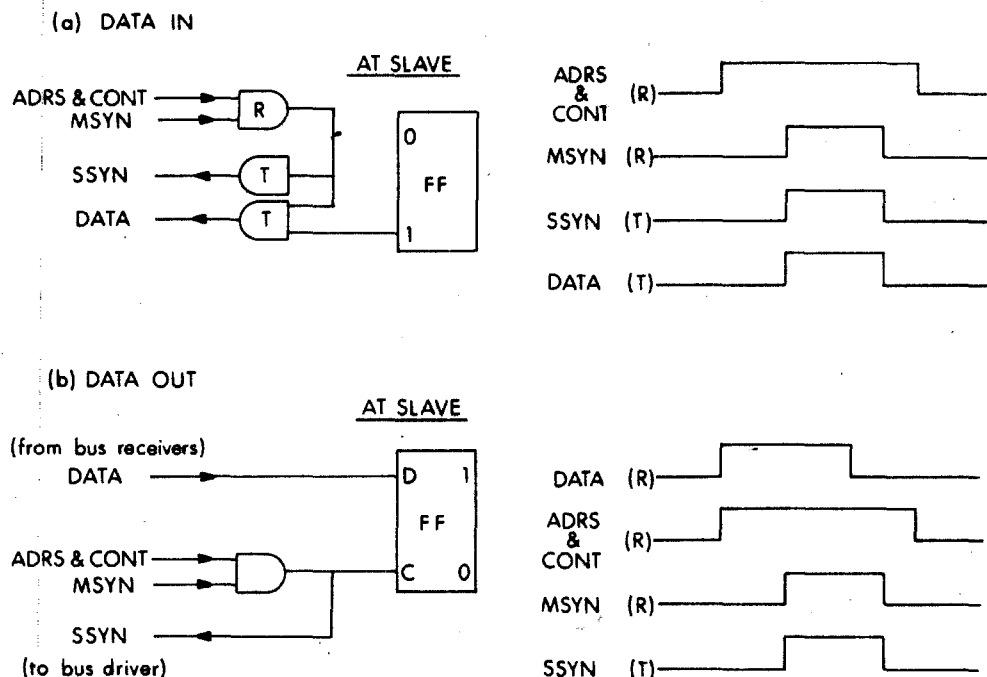 (a) DATA IN
AT SLAVE
ADRS & CONT
MSYN
R
SSYN
T
DATA
T
0
FF
1
ADRS
&
CONT
(R)
MSYN (R)
SSYN (T)
DATA (T)
(b) DATA OUT
AT SLAVE
(from bus receivers)
DATA
D 1
FF
ADRS & CONT
MSYN
C 0
SSYN
(to bus driver)
DATA (R)
ADRS
&
CONT
(R)
MSYN (R)
SSYN (T)